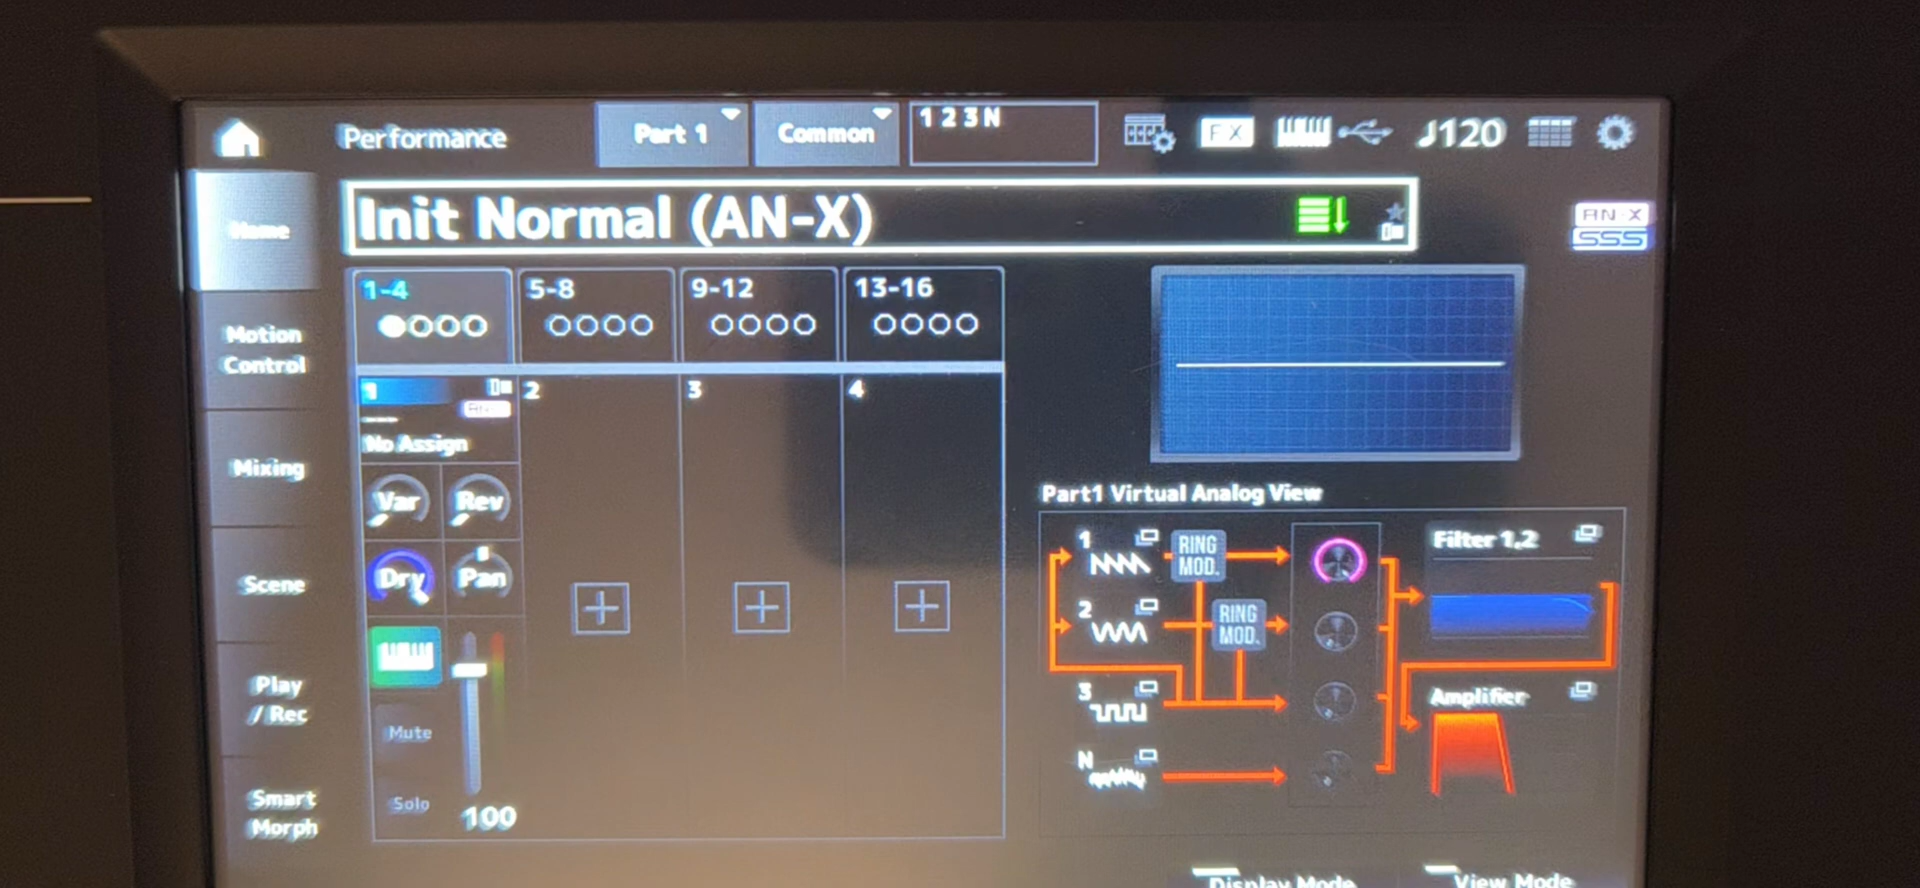 Performance
Part 1
Common
1 2 3 N
FX
♩120
Home
Init Normal (AN-X)
AN-X
SSS
1-4
5-8
9-12
13-16
Motion
Control
1
2
3
4
No Assign
Mixing
Var
Rev
Part1 Virtual Analog View
1
RING
MOD.
Filter 1,2
Scene
Dry
Pan
2
RING
MOD.
Play
/ Rec
Mute
3
Amplifier
Solo
N
Smart
Morph
100
Display Mode
View Mode